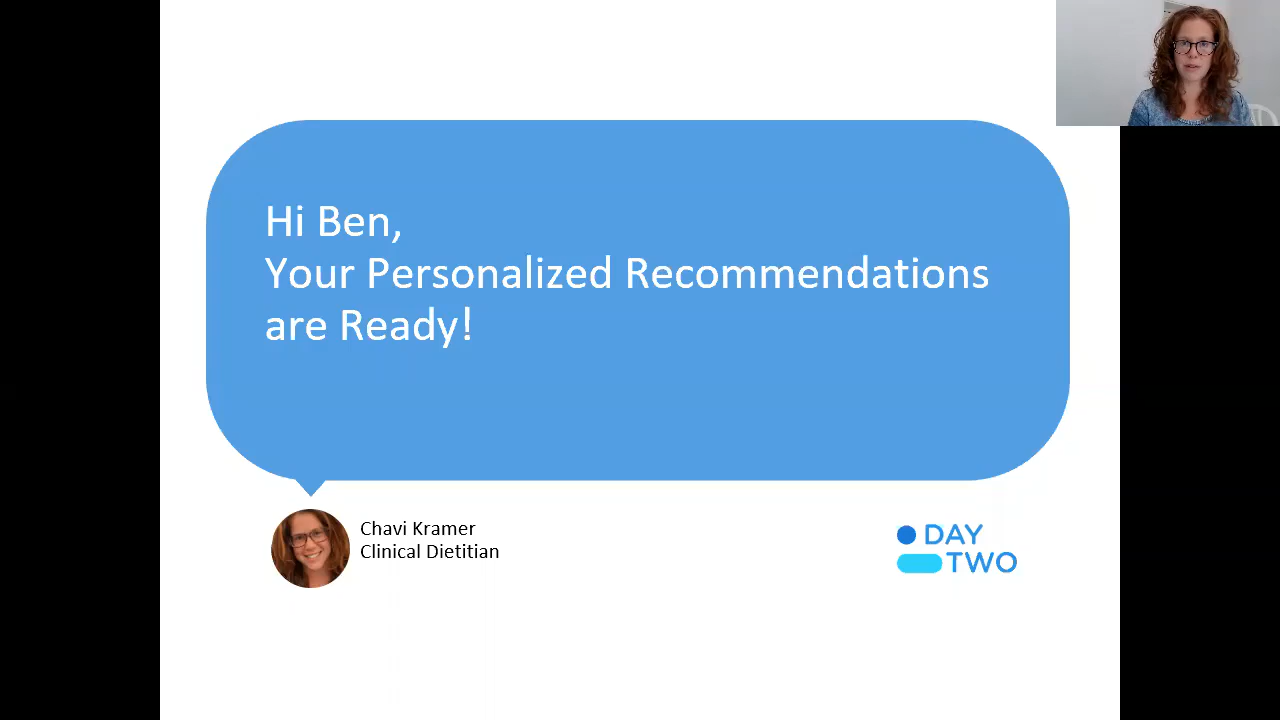 Hi Ben,
Your Personalized Recommendations
are Ready!
Chavi Kramer
Clinical Dietitian
DAY
TWO